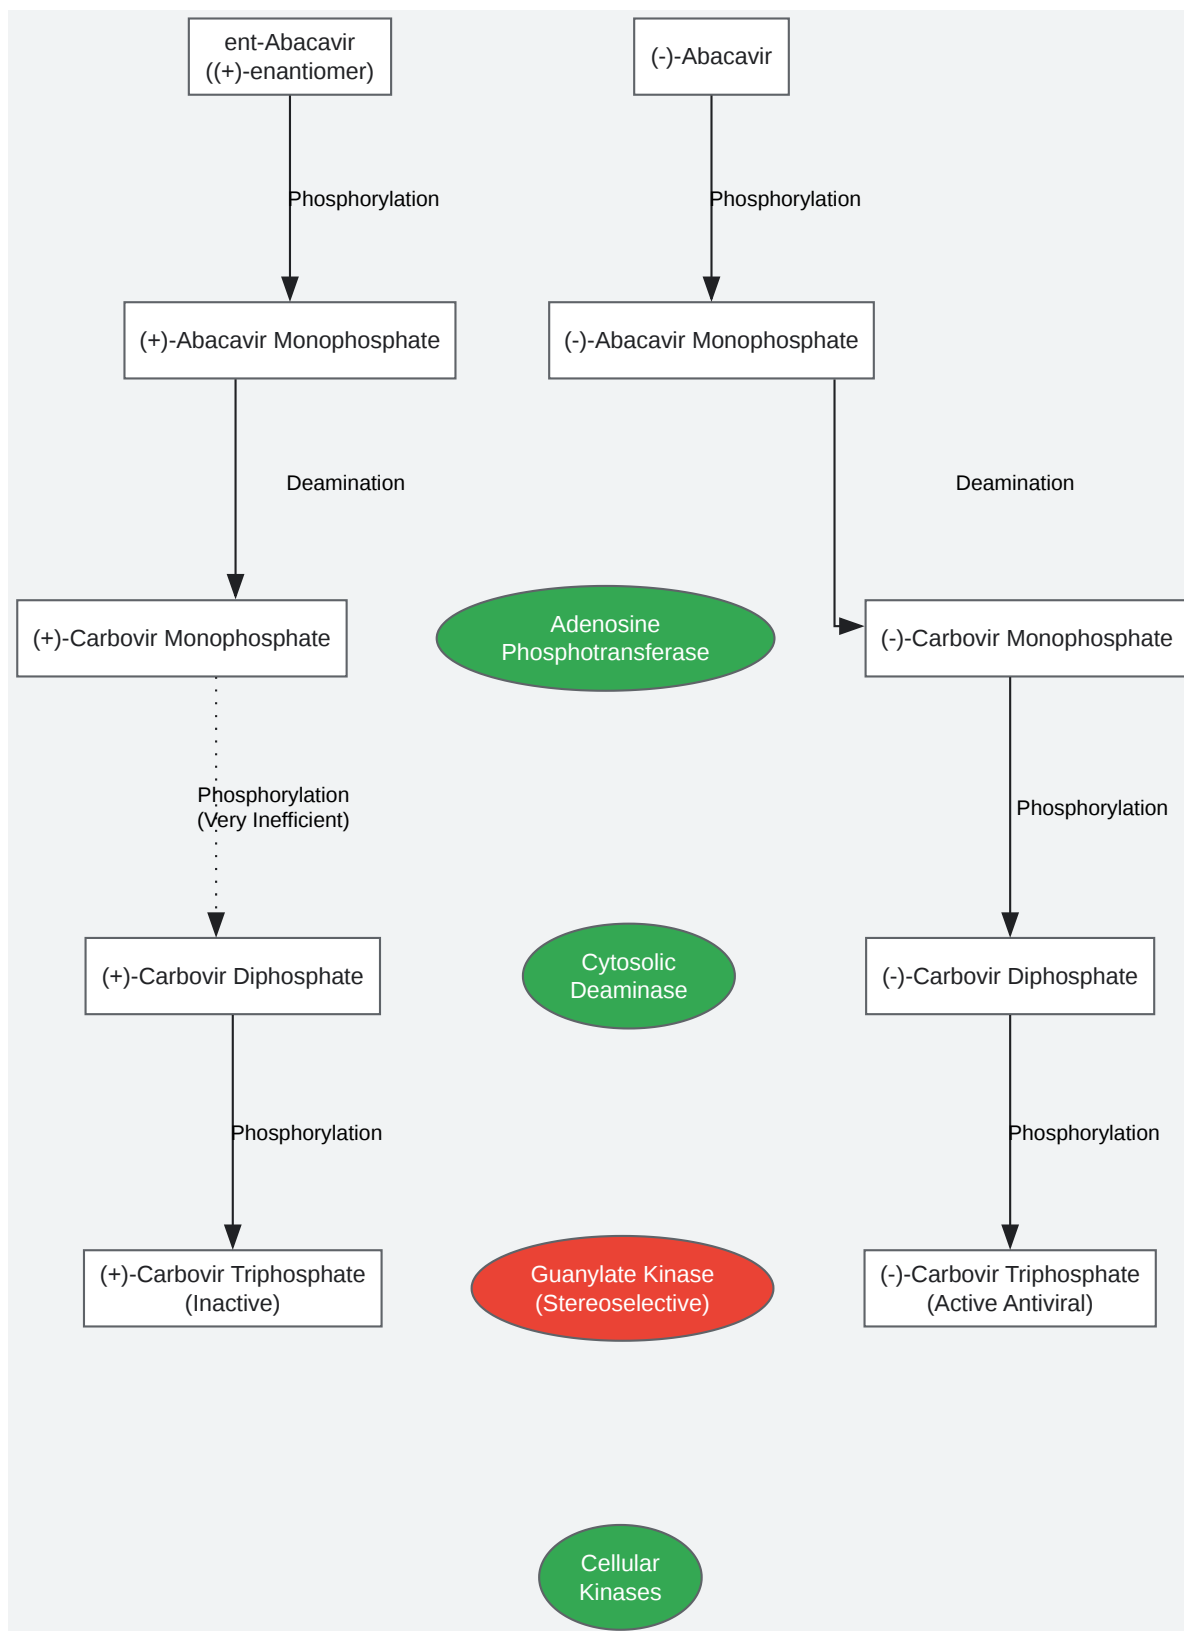 ent-Abacavir
((+)-enantiomer)
(-)-Abacavir
Phosphorylation
Phosphorylation
(+)-Abacavir Monophosphate
(-)-Abacavir Monophosphate
Deamination
Deamination
(+)-Carbovir Monophosphate
Adenosine
Phosphotransferase
(-)-Carbovir Monophosphate
Phosphorylation
(Very Inefficient)
Phosphorylation
(+)-Carbovir Diphosphate
Cytosolic
Deaminase
(-)-Carbovir Diphosphate
Phosphorylation
Phosphorylation
(+)-Carbovir Triphosphate
(Inactive)
Guanylate Kinase
(Stereoselective)
(-)-Carbovir Triphosphate
(Active Antiviral)
Cellular
Kinases